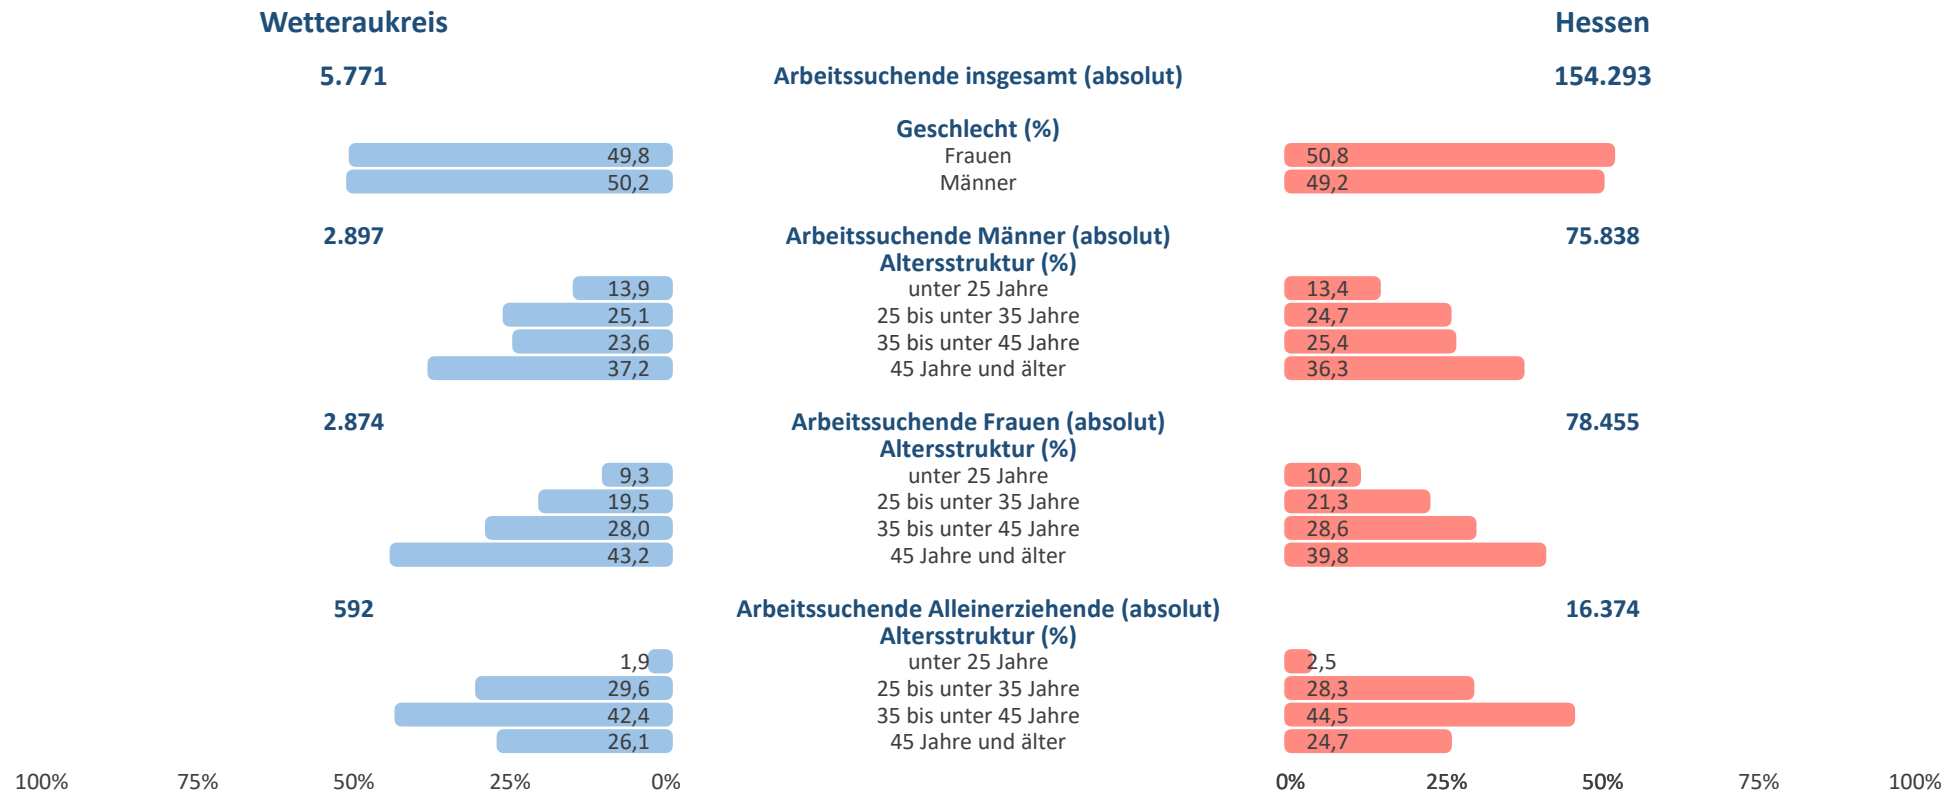 Wetteraukreis Hessen
5.771 Arbeitssuchende insgesamt (absolut) 154.293
Geschlecht (%)
49,8 Frauen 50,8
50,2 Männer 49,2
2.897 Arbeitssuchende Männer (absolut) 75.838
Altersstruktur (%)
13,9 unter 25 Jahre 13,4
25,1 25 bis unter 35 Jahre 24,7
23,6 35 bis unter 45 Jahre 25,4
37,2 45 Jahre und älter 36,3
2.874 Arbeitssuchende Frauen (absolut) 78.455
Altersstruktur (%)
9,3 unter 25 Jahre 10,2
19,5 25 bis unter 35 Jahre 21,3
28,0 35 bis unter 45 Jahre 28,6
43,2 45 Jahre und älter 39,8
592 Arbeitssuchende Alleinerziehende (absolut) 16.374
Altersstruktur (%)
1,9 unter 25 Jahre 2,5
29,6 25 bis unter 35 Jahre 28,3
42,4 35 bis unter 45 Jahre 44,5
26,1 45 Jahre und älter 24,7
100% 75% 50% 25% 0% 0% 25% 50% 75% 100%